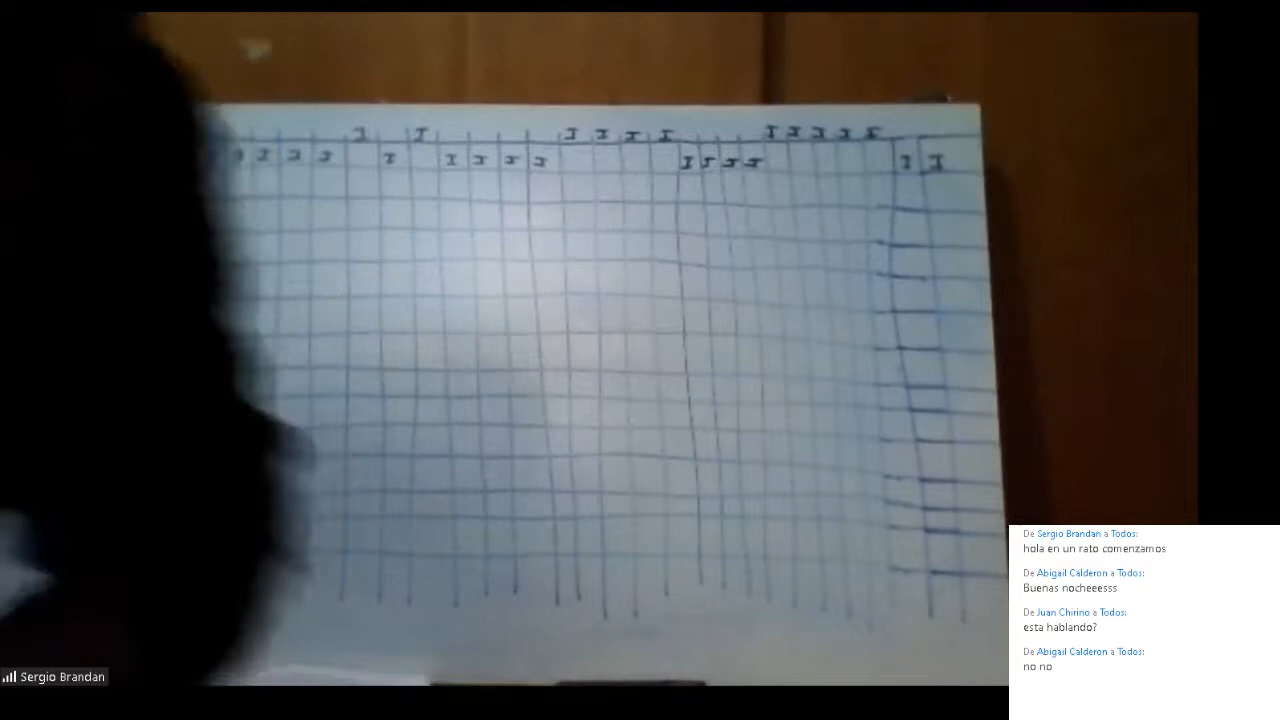 I I I I I I I I I I I
I I I I I I I I I I I I I I
De Sergio Brandan a Todos:
hola en un rato comenzamos
De Abigail Calderon a Todos:
Buenas nocheeesss
De Juan Chirino a Todos:
esta hablando?
De Abigail Calderon a Todos:
no no
Sergio Brandan